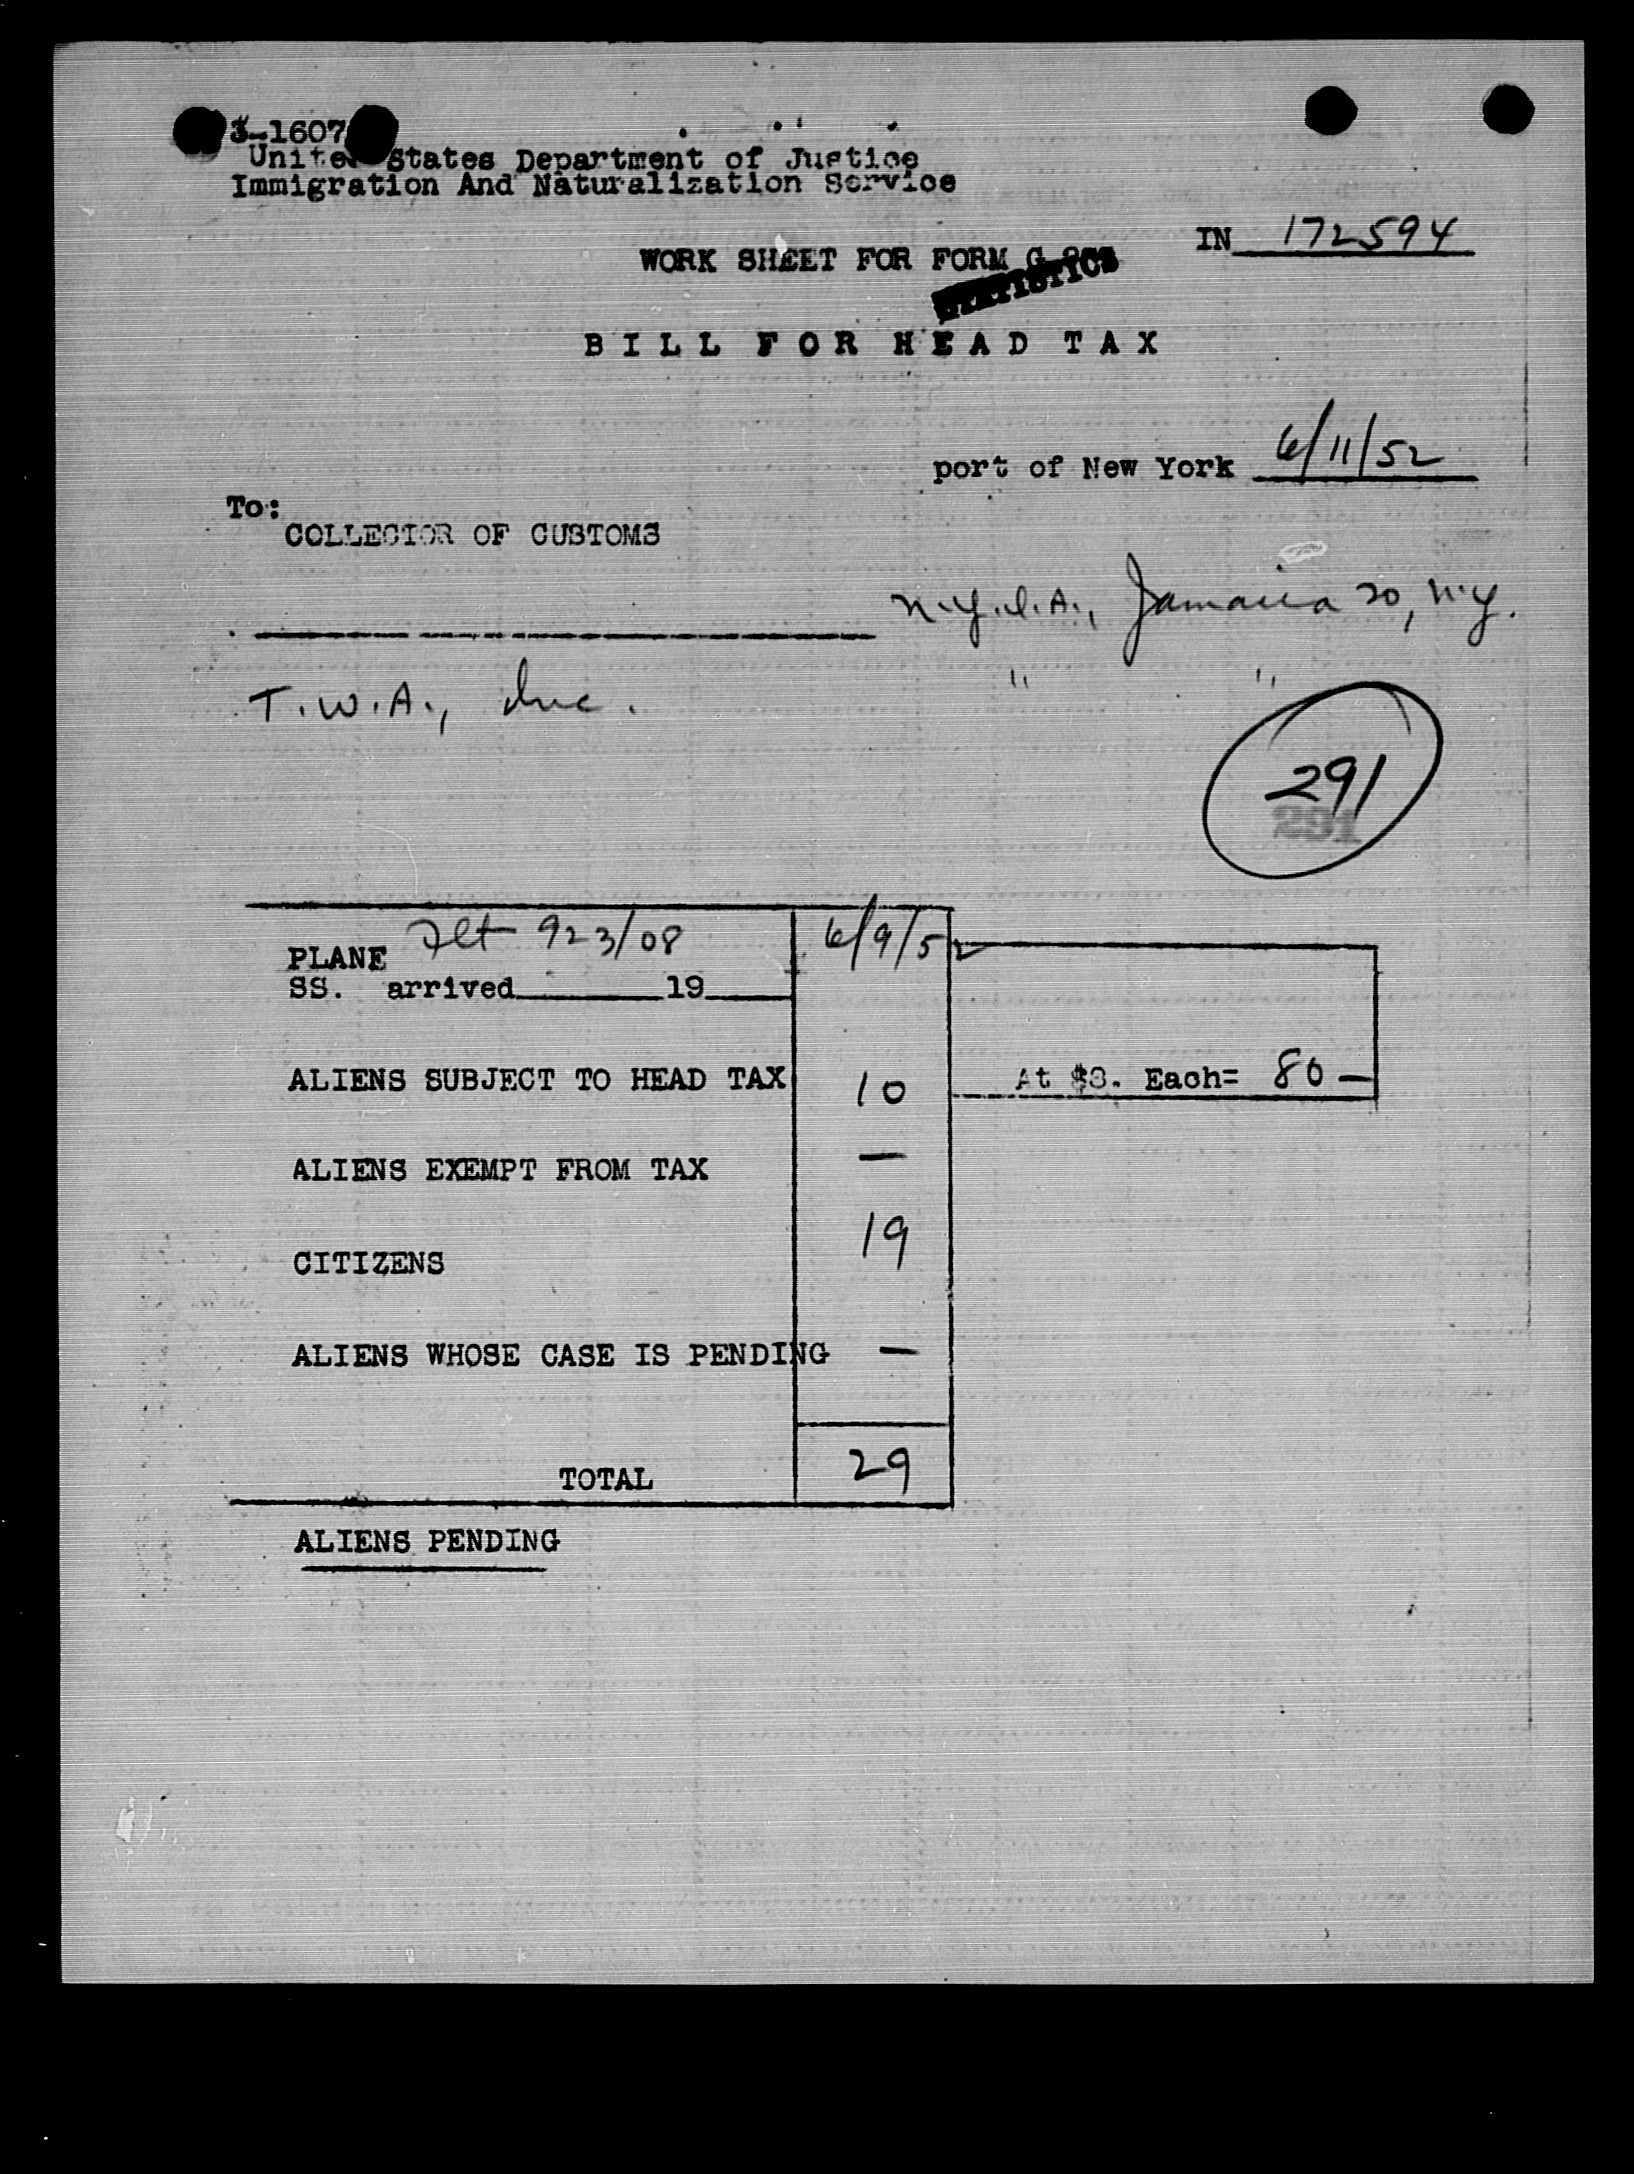 3-1607
United States Department of Justice
Immigration And Naturalization Service
IN 172594
WORK SHEET FOR FORM G
STATISTICS
BILL FOR HEAD TAX
port of New York 6/11/52
To:
COLLECTOR OF CUSTOMS
N.Y.I.A., Jamaica 20, N.Y.
T.W.A., Inc. " "
291
291
PLANE Flt 923/08 6/9/52
SS. arrived 19
ALIENS SUBJECT TO HEAD TAX 10 At $8. Each= 80 —
ALIENS EXEMPT FROM TAX —
CITIZENS 19
ALIENS WHOSE CASE IS PENDING —
TOTAL 29
ALIENS PENDING